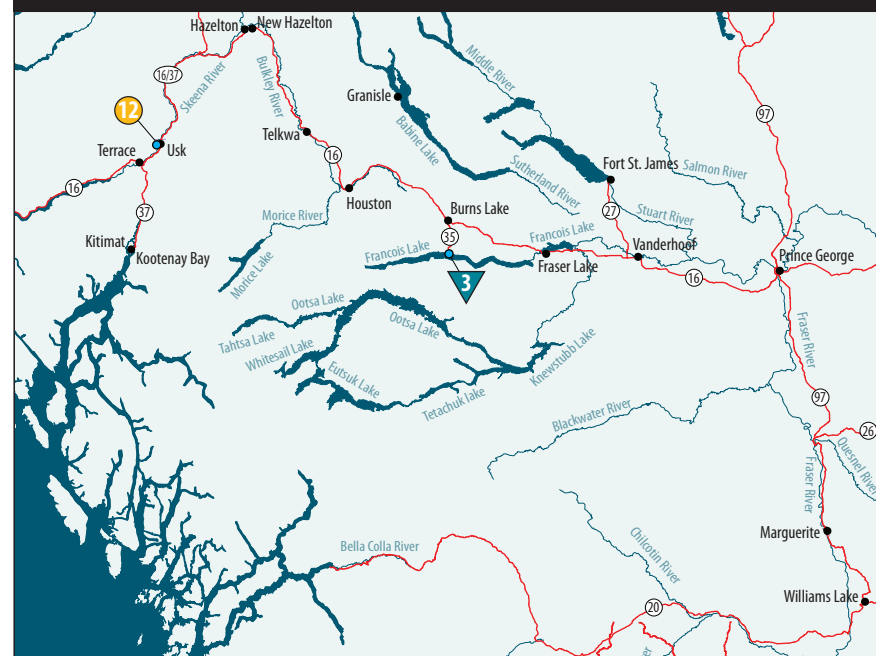 Hazelton
New Hazelton
Middle River
16/37
Skeena River
Bulkley River
Granisle
97
12
Babine Lake
Usk
Telkwa
Terrace
16
Fort St. James
Salmon River
Sutherland River
16
Houston
27
Stuart River
37
Morice River
Burns Lake
Kitimat
35
Francois Lake
Vanderhoof
Kootenay Bay
Francois Lake
Fraser Lake
Prince George
Morice Lake
3
16
Ootsa Lake
Ootsa Lake
Tahtsa Lake
Whitesail Lake
Knewstubb Lake
Fraser River
Eutsuk Lake
Tetachuk lake
97
Blackwater River
26
Quesnel River
Fraser River
Marguerite
Bella Colla River
Chilcotin River
Williams Lake
20